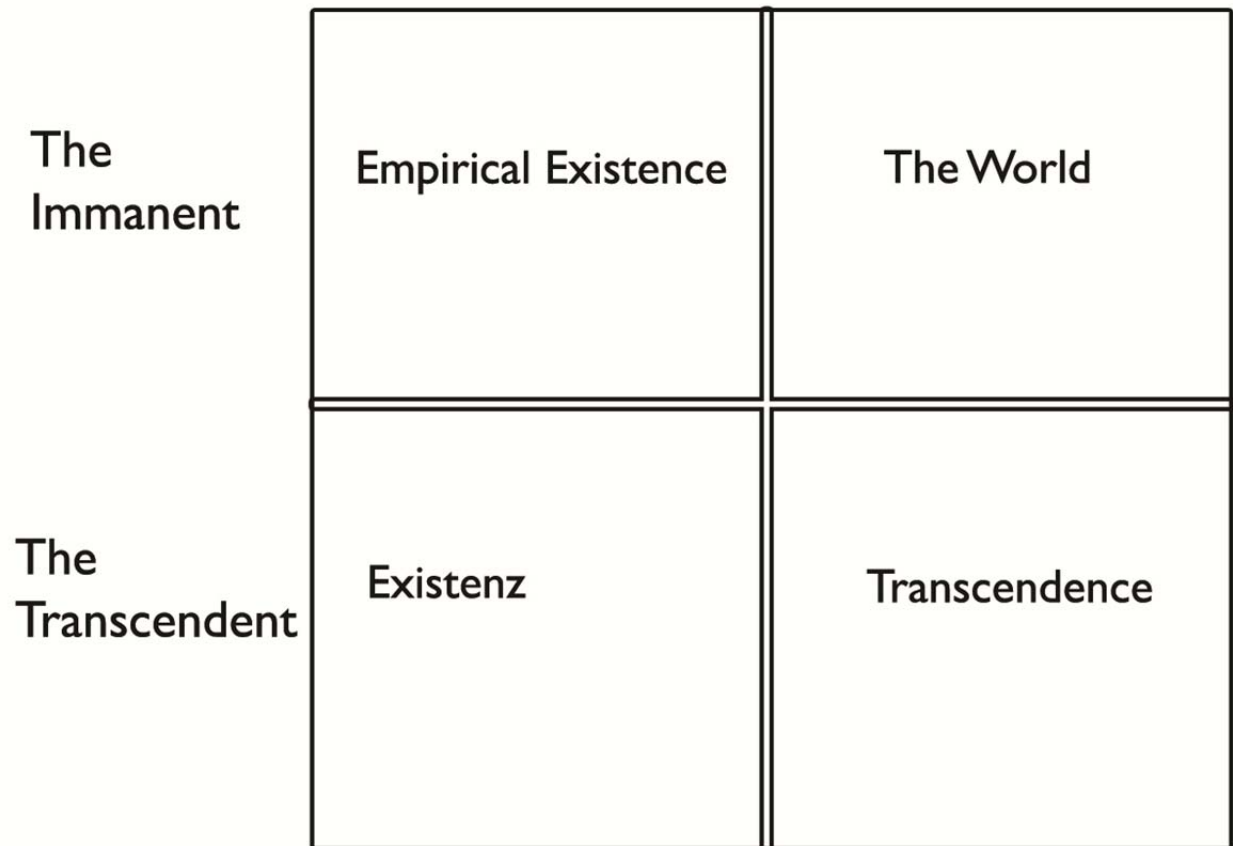 The
Immanent
Empirical Existence
The World
The
Transcendent
Existenz
Transcendence